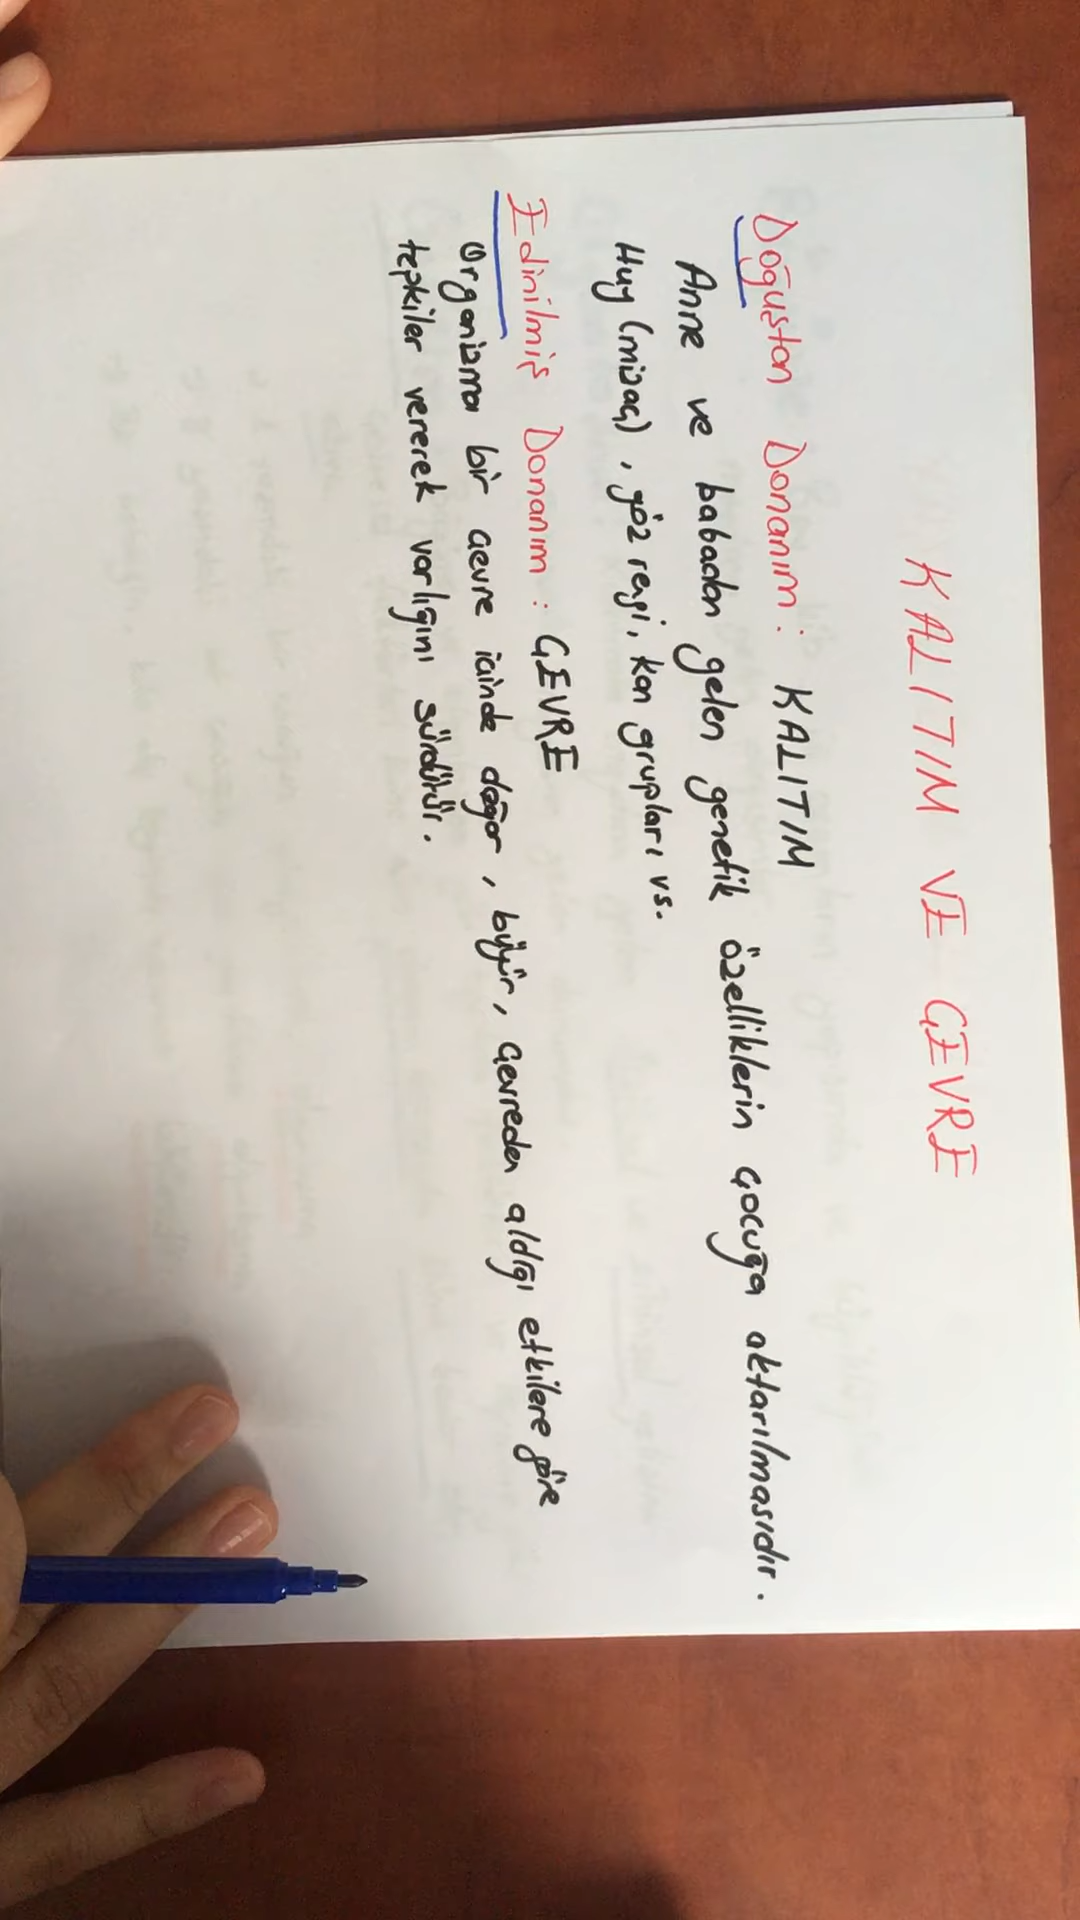 KALITIM VE ÇEVRE
Doğuştan Donanım: KALITIM
Anne ve babadan gelen genetik özelliklerin çocuğa aktarılmasıdır.
Huy (mizaç), göz rengi, kan grupları vs.
Edinilmiş Donanım: ÇEVRE
Organizma bir çevre içinde doğar, büyür, çevreden aldığı etkilere göre
tepkiler vererek varlığını sürdürür.